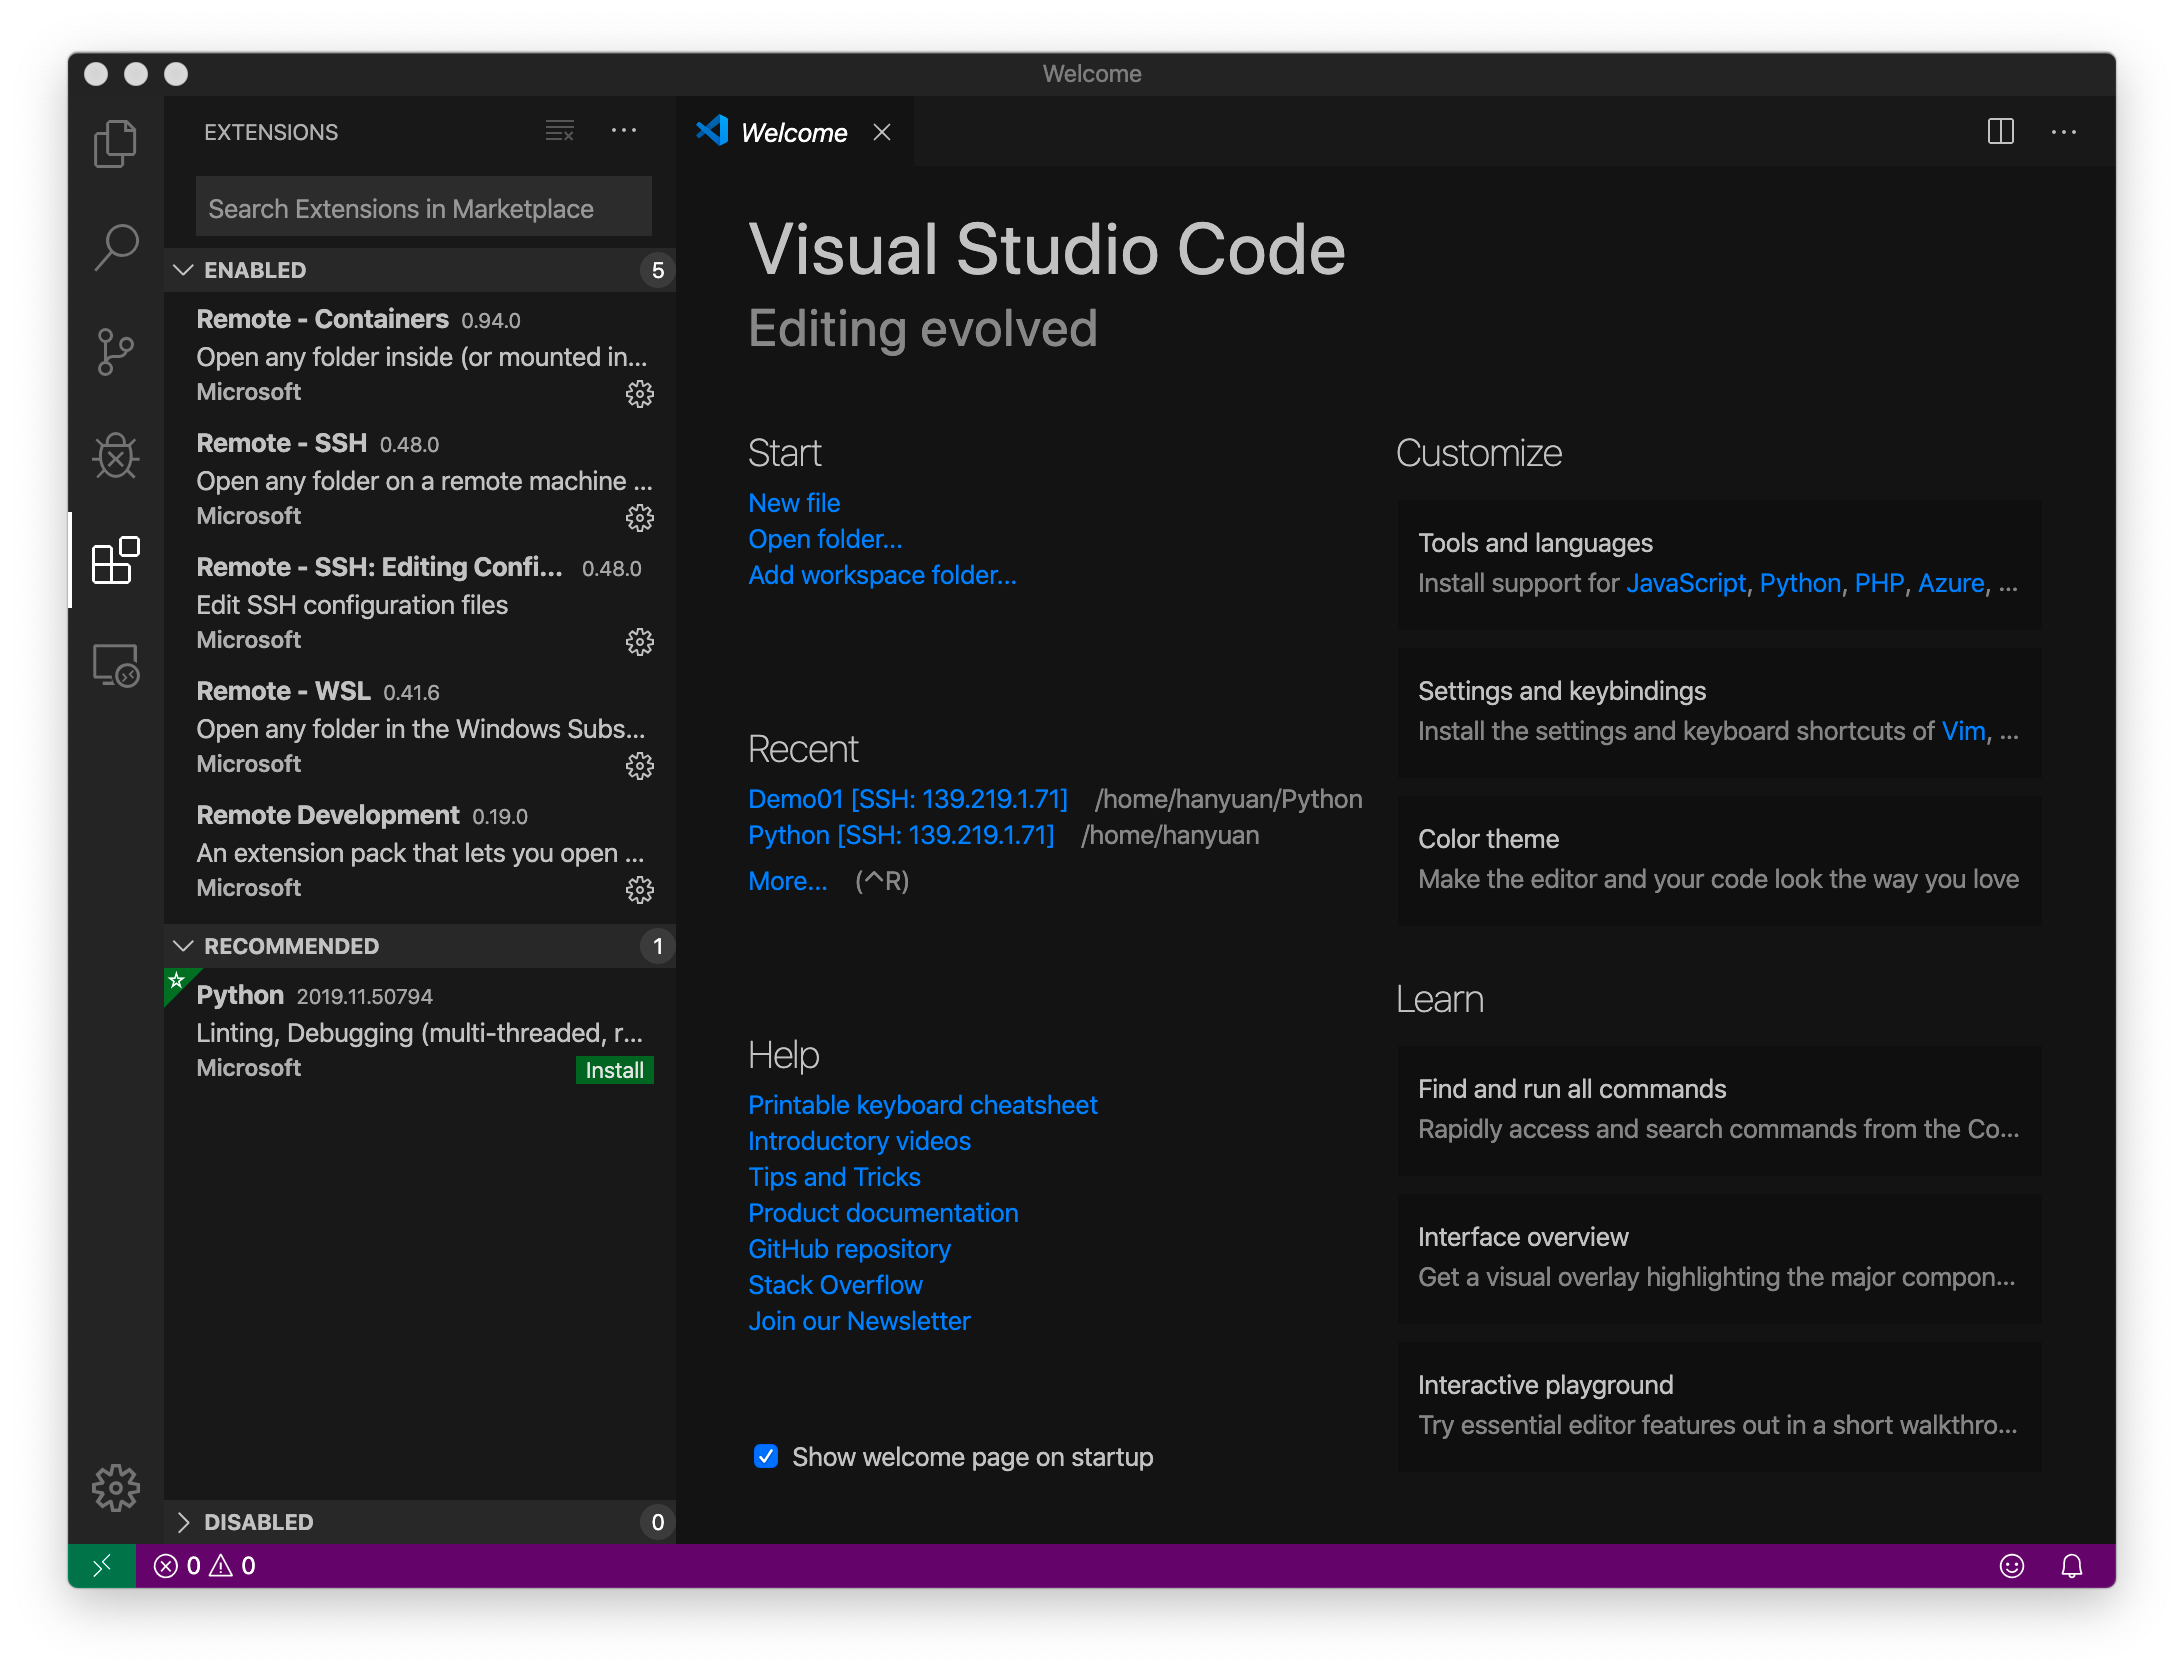 Welcome
EXTENSIONS
Search Extensions in Marketplace
ENABLED 5
Remote - Containers 0.94.0
Open any folder inside (or mounted in...
Microsoft
Remote - SSH 0.48.0
Open any folder on a remote machine ...
Microsoft
Remote - SSH: Editing Confi... 0.48.0
Edit SSH configuration files
Microsoft
Remote - WSL 0.41.6
Open any folder in the Windows Subs...
Microsoft
Remote Development 0.19.0
An extension pack that lets you open ...
Microsoft
RECOMMENDED 1
Python 2019.11.50794
Linting, Debugging (multi-threaded, r...
Microsoft Install
DISABLED 0
Welcome
Visual Studio Code
Editing evolved
Start
New file
Open folder...
Add workspace folder...
Recent
Demo01 [SSH: 139.219.1.71] /home/hanyuan/Python
Python [SSH: 139.219.1.71] /home/hanyuan
More... (^R)
Help
Printable keyboard cheatsheet
Introductory videos
Tips and Tricks
Product documentation
GitHub repository
Stack Overflow
Join our Newsletter
Show welcome page on startup
Customize
Tools and languages
Install support for JavaScript, Python, PHP, Azure, ...
Settings and keybindings
Install the settings and keyboard shortcuts of Vim, ...
Color theme
Make the editor and your code look the way you love
Learn
Find and run all commands
Rapidly access and search commands from the Co...
Interface overview
Get a visual overlay highlighting the major compon...
Interactive playground
Try essential editor features out in a short walkthro...
0 0